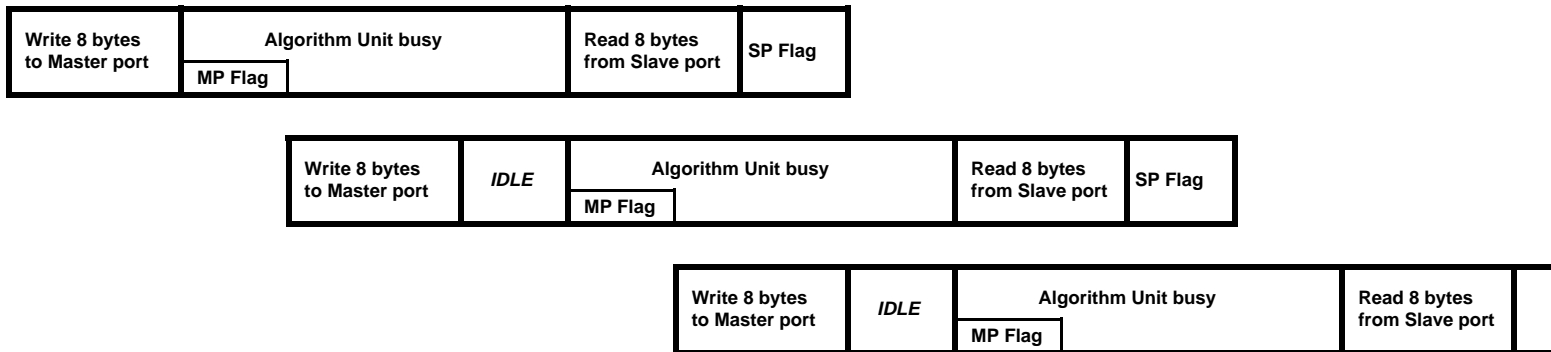 Write 8 bytes
to Master port
Algorithm Unit busy
MP Flag
Read 8 bytes
from Slave port
SP Flag
Write 8 bytes
to Master port
IDLE
Algorithm Unit busy
MP Flag
Read 8 bytes
from Slave port
SP Flag
Write 8 bytes
to Master port
IDLE
Algorithm Unit busy
MP Flag
Read 8 bytes
from Slave port